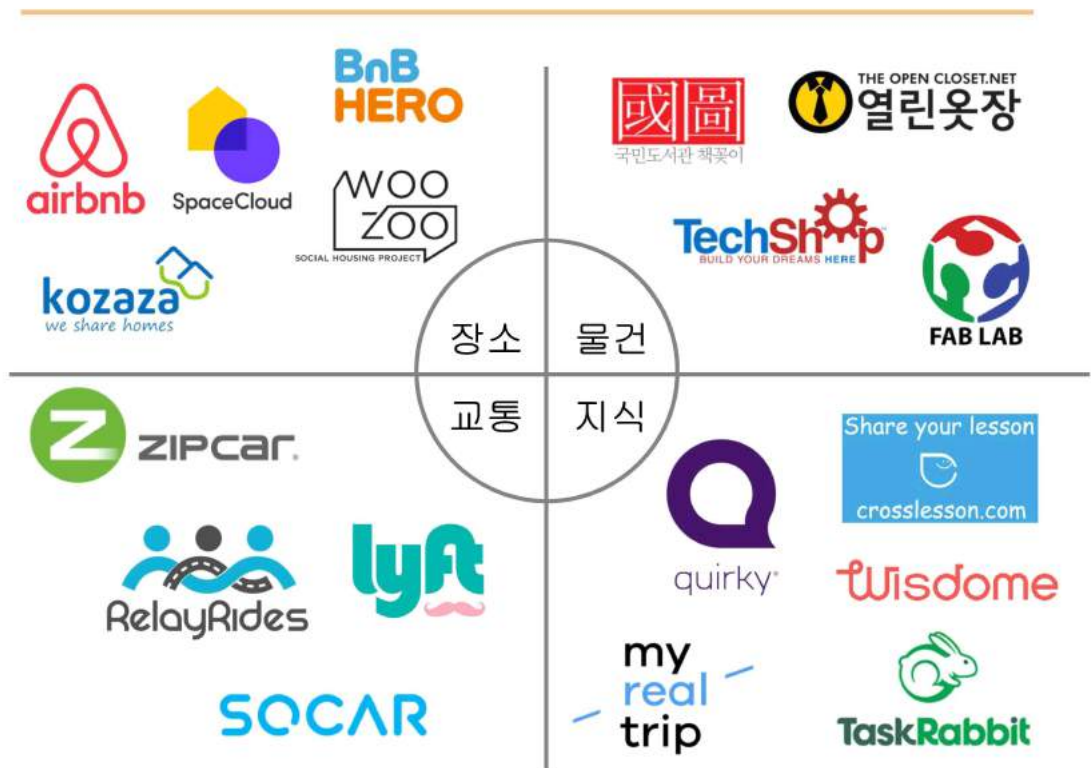 airbnb
SpaceCloud
BnB
HERO
WOO
ZOO
SOCIAL HOUSING PROJECT
kozaza
we share homes
國圖
국민도서관 책꽂이
THE OPEN CLOSET.NET
열린옷장
TechShop
BUILD YOUR DREAMS HERE
FAB LAB
장소
물건
교통
지식
Z ZIPCAR.
RelayRides
lyft
SOCAR
quirky
Share your lesson
crosslesson.com
Wisdome
my
real
trip
TaskRabbit